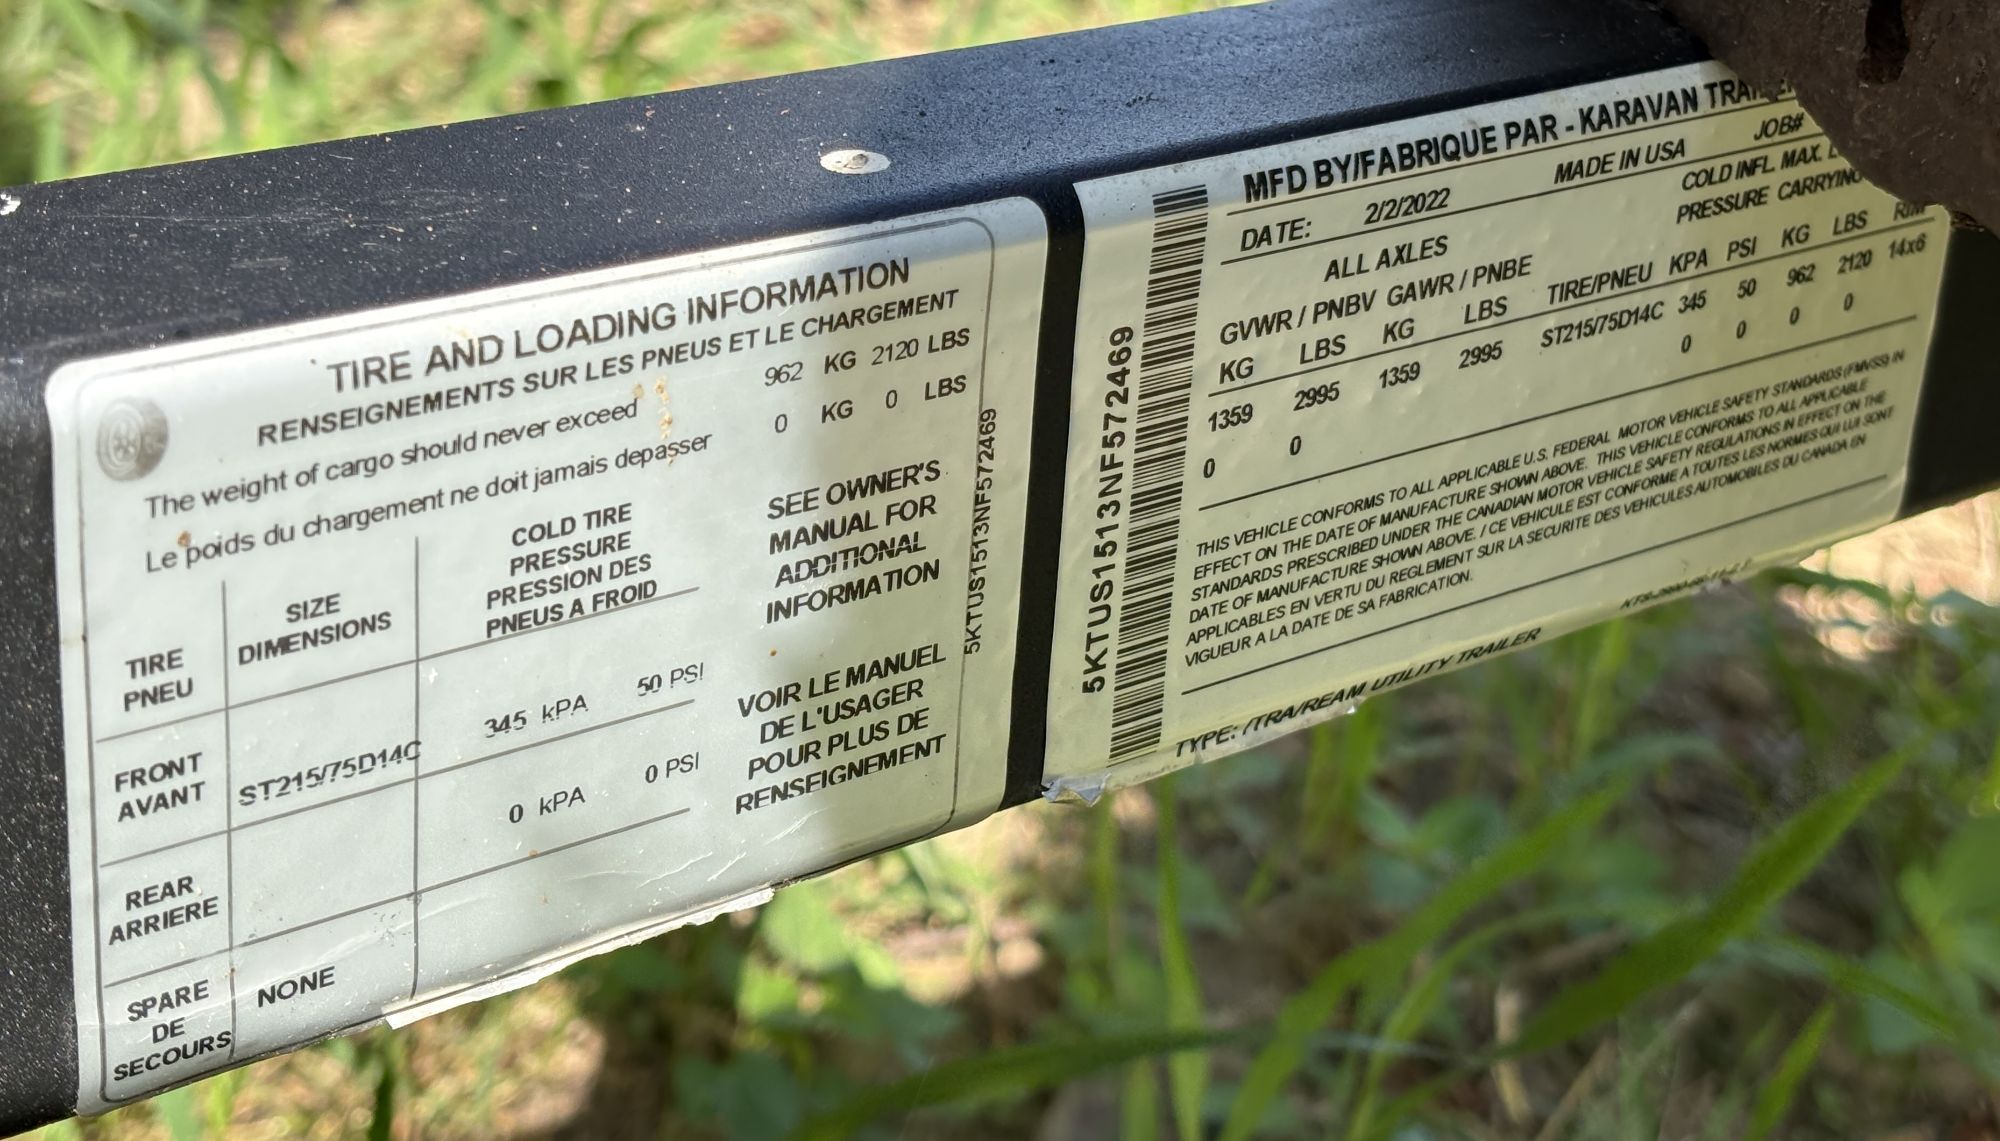 TIRE AND LOADING INFORMATION
RENSEIGNEMENTS SUR LES PNEUS ET LE CHARGEMENT
The weight of cargo should never exceed 962 KG 2120 LBS
Le poids du chargement ne doit jamais depasser 0 KG 0 LBS
TIRE PNEU
SIZE DIMENSIONS
COLD TIRE PRESSURE PRESSION DES PNEUS A FROID
FRONT AVANT ST215/75D14C 345 kPA 50 PSI
REAR ARRIERE 0 kPA 0 PSI
SPARE DE SECOURS NONE
SEE OWNER'S
MANUAL FOR
ADDITIONAL
INFORMATION
VOIR LE MANUEL
DE L'USAGER
POUR PLUS DE
RENSEIGNEMENT
5KTUS1513NF572469
5KTUS1513NF572469
MFD BY/FABRIQUE PAR - KARAVAN
DATE: 2/2/2022 MADE IN USA JOB#
ALL AXLES COLD INFL. MAX.
GVWR / PNBV GAWR / PNBE PRESSURE CARRYING
KG LBS KG LBS TIRE/PNEU KPA PSI KG LBS RIM
1359 2995 1359 2995 ST215/75D14C 345 50 962 2120 14x6
0 0 0 0 0 0
THIS VEHICLE CONFORMS TO ALL APPLICABLE U.S. FEDERAL MOTOR VEHICLE SAFETY STANDARDS (FMVSS) IN
EFFECT ON THE DATE OF MANUFACTURE SHOWN ABOVE. THIS VEHICLE CONFORMS TO ALL APPLICABLE
STANDARDS PRESCRIBED UNDER THE CANADIAN MOTOR VEHICLE SAFETY REGULATIONS IN EFFECT ON THE
DATE OF MANUFACTURE SHOWN ABOVE. / CE VEHICULE EST CONFORME A TOUTES LES NORMES QUI LUI SONT
APPLICABLES EN VERTU DU REGLEMENT SUR LA SECURITE DES VEHICULES AUTOMOBILES DU CANADA EN
VIGUEUR A LA DATE DE SA FABRICATION.
TYPE: /TRA/REAM UTILITY TRAILER